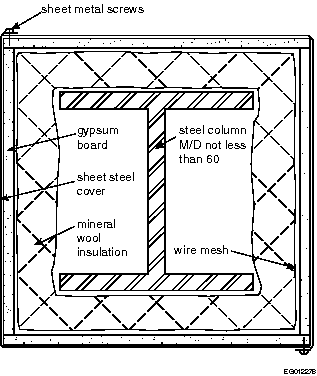 sheet metal screws
gypsum
board
steel column
M/D not less
than 60
sheet steel
cover
mineral
wool
insulation
wire mesh
EG01227B